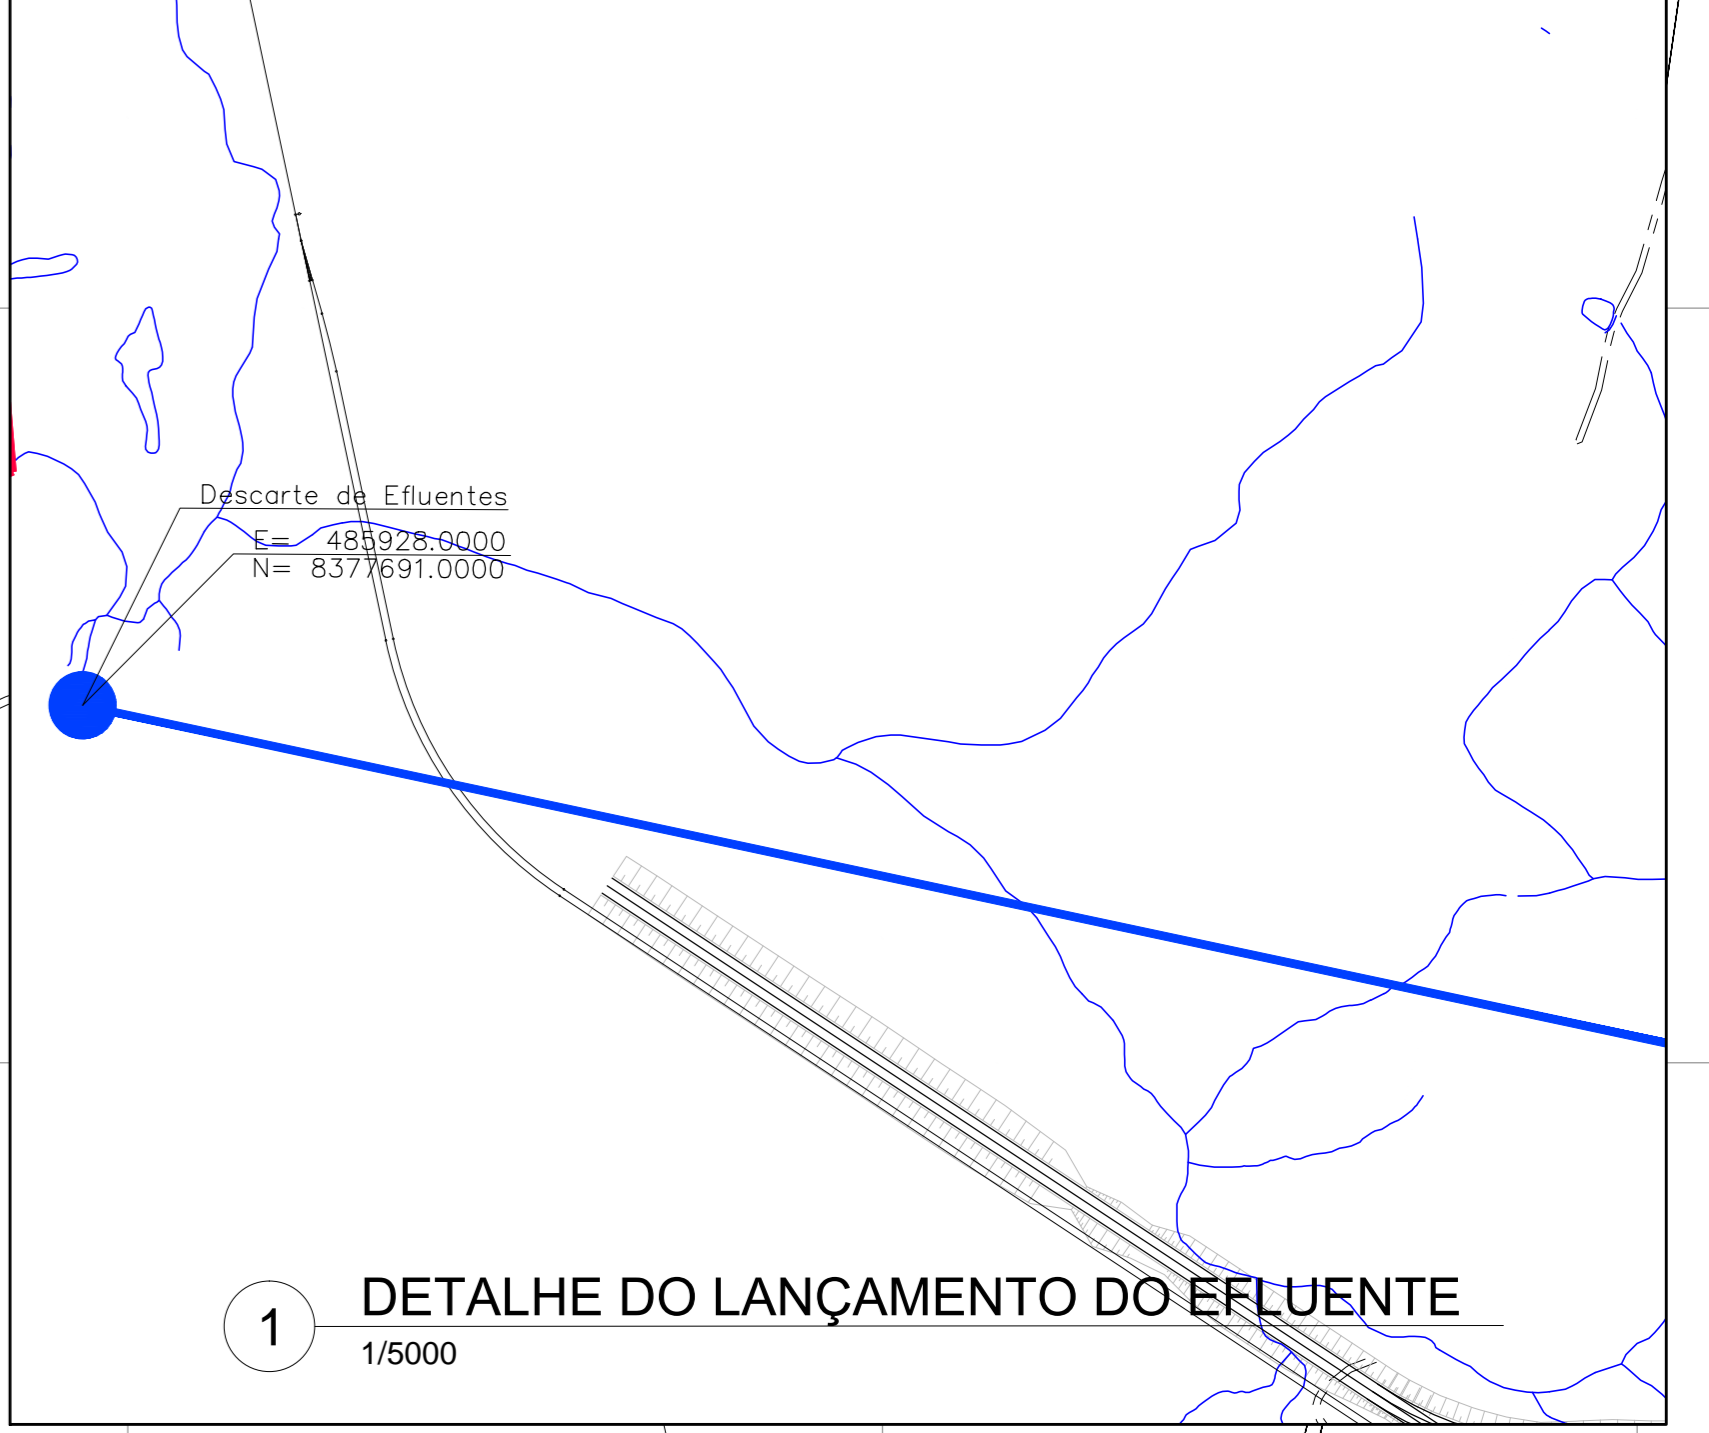 Descarte de Efluentes
E= 485928.0000
N= 8377691.0000
1
DETALHE DO LANÇAMENTO DO EFLUENTE
1/5000